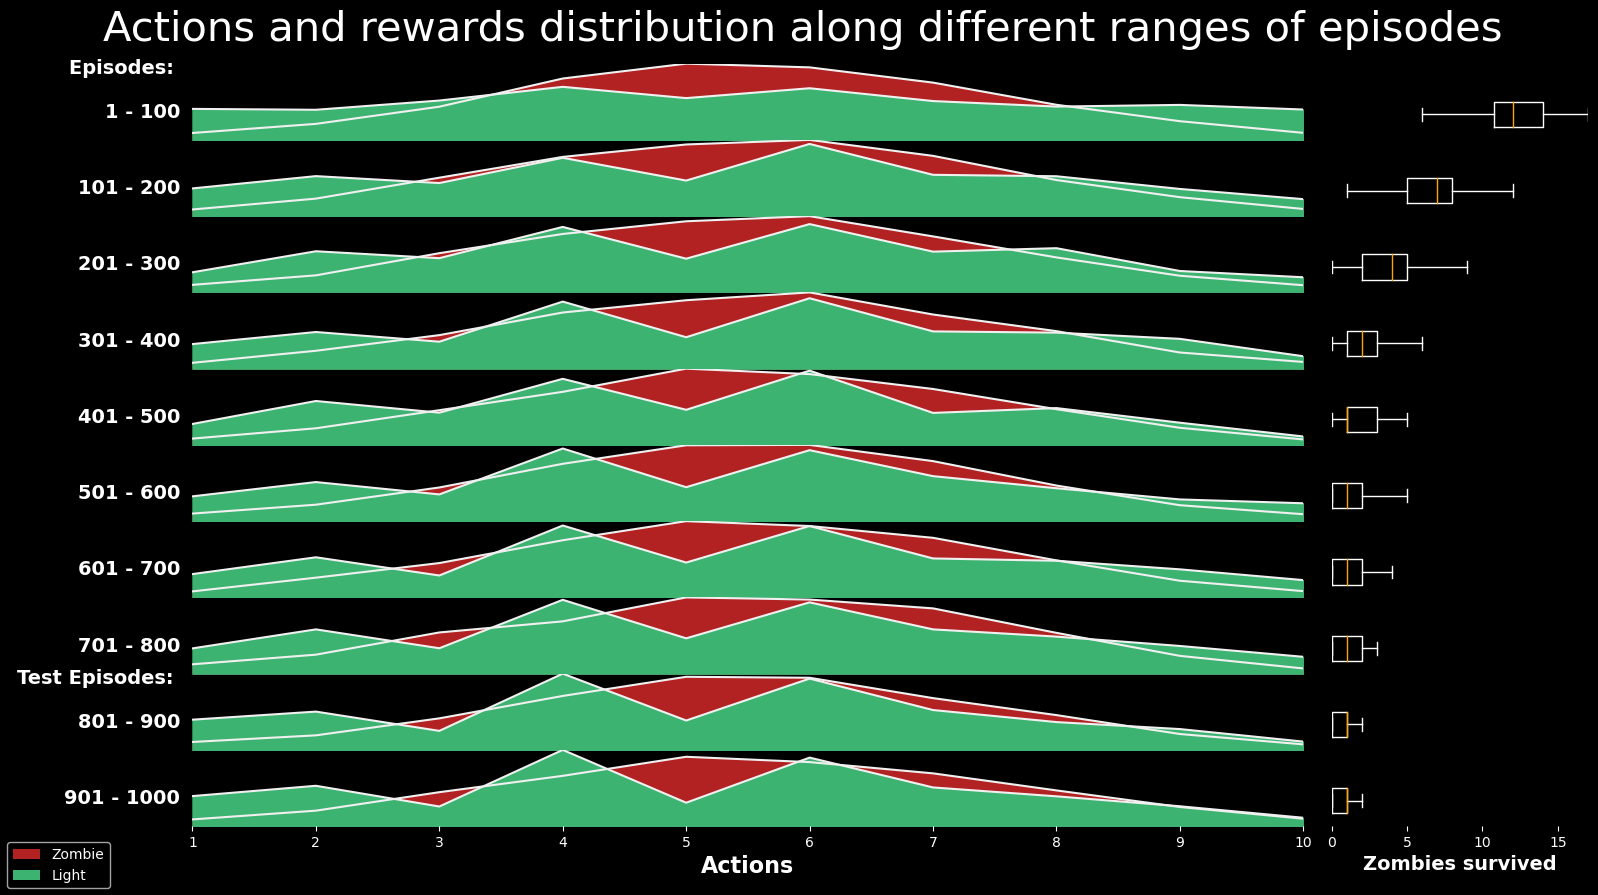 Actions and rewards distribution along different ranges of episodes
Episodes:
1 - 100
101 - 200
201 - 300
301 - 400
401 - 500
501 - 600
601 - 700
701 - 800
Test Episodes:
801 - 900
901 - 1000
1 2 3 4 5 6 7 8 9 10 0 5 10 15
Actions
Zombies survived
Zombie
Light